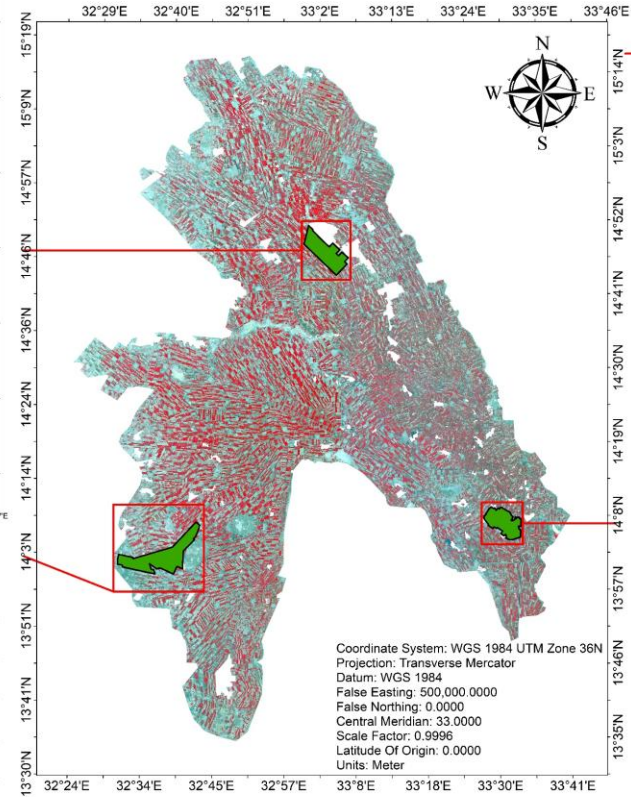 32°29'E 32°40'E 32°51'E 33°2'E 33°13'E 33°24'E 33°35'E 33°46'E
15°19'N
15°9'N
14°57'N
14°46'N
14°36'N
14°24'N
14°14'N
14°3'N
13°51'N
13°41'N
13°30'N
N
W E
S
15°14'N
15°3'N
14°52'N
14°41'N
14°30'N
14°19'N
14°8'N
13°57'N
13°46'N
13°35'N
Coordinate System: WGS 1984 UTM Zone 36N
Projection: Transverse Mercator
Datum: WGS 1984
False Easting: 500,000.0000
False Northing: 0.0000
Central Meridian: 33.0000
Scale Factor: 0.9996
Latitude Of Origin: 0.0000
Units: Meter
32°24'E 32°34'E 32°45'E 32°57'E 33°8'E 33°18'E 33°30'E 33°41'E